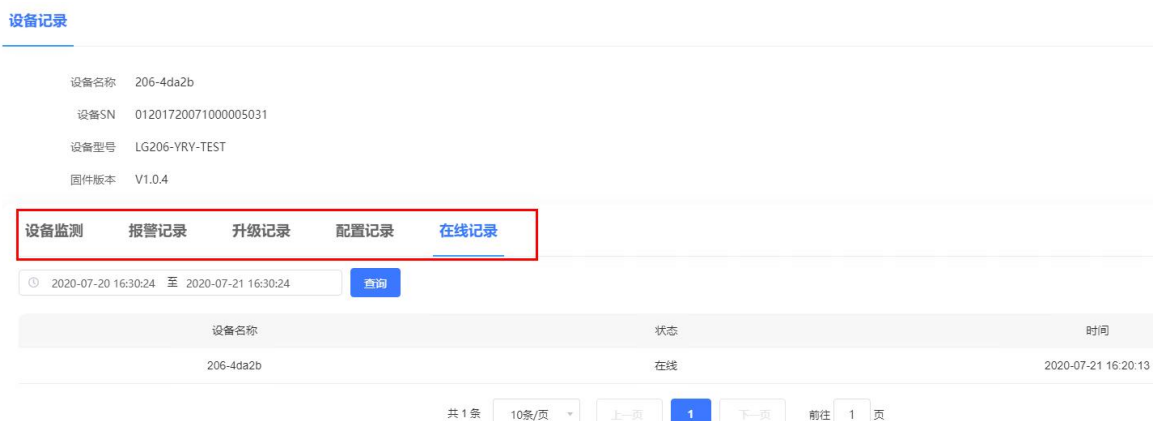 设备记录
设备名称 206-4da2b
设备SN 01201720071000005031
设备型号 LG206-YRY-TEST
固件版本 V1.0.4
设备监测 报警记录 升级记录 配置记录 在线记录
2020-07-20 16:30:24 至 2020-07-21 16:30:24 查询
设备名称 状态 时间
206-4da2b 在线 2020-07-21 16:20:13
共 1 条 10条/页 上一页 1 下一页 前往 1 页